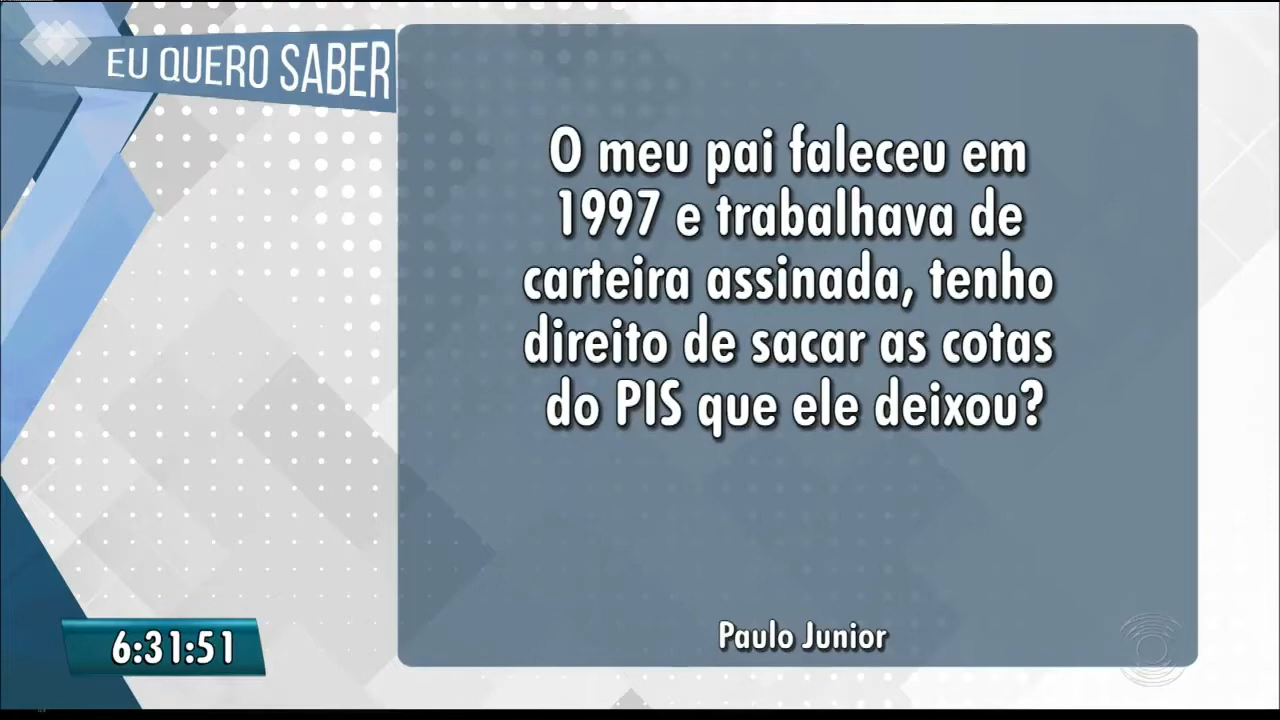 EU QUERO SABER
O meu pai faleceu em
1997 e trabalhava de
carteira assinada, tenho
direito de sacar as cotas
do PIS que ele deixou?
Paulo Junior
6:31:51